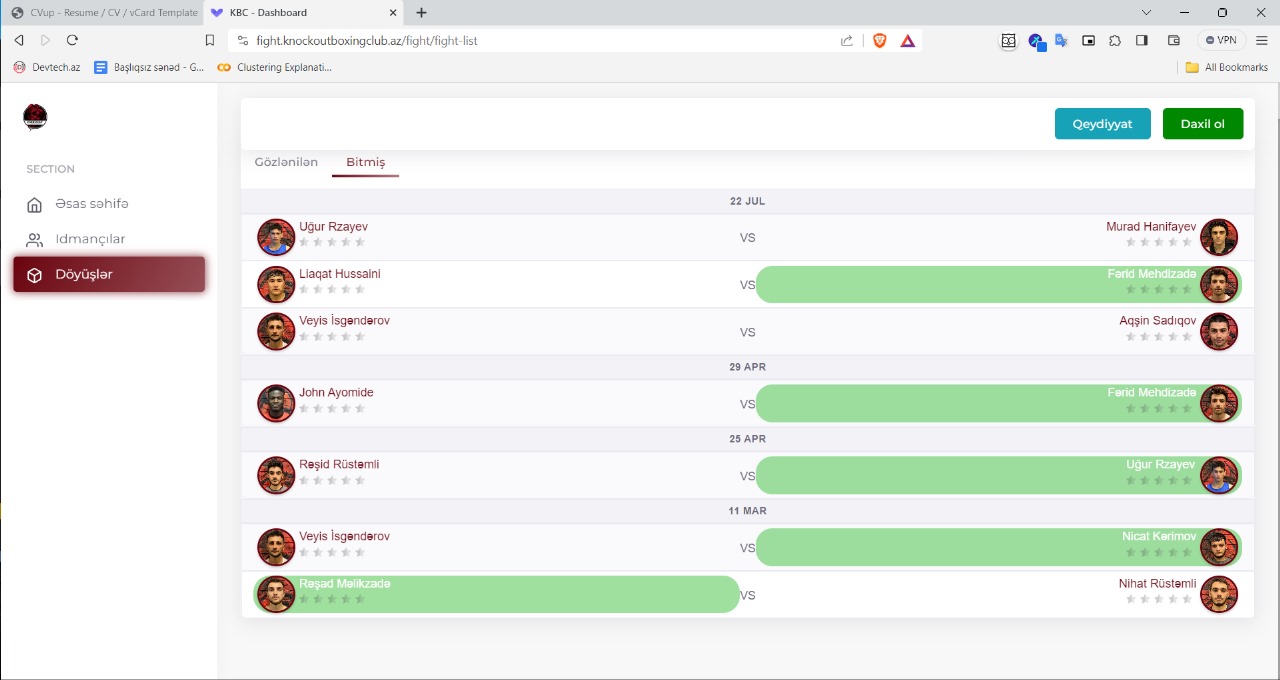 CVup - Resume / CV / vCard Template
KBC - Dashboard
fight.knockoutboxingclub.az/fight/fight-list
VPN
Devtech.az
Başlıqsız sənəd - G...
Clustering Explanati...
All Bookmarks
Qeydiyyat
Daxil ol
SECTION
Əsas səhifə
Idmançılar
Döyüşlər
Gözlənilən
Bitmiş
22 JUL
Uğur Rzayev
VS
Murad Hanifayev
Liaqat Hussaini
VS
Fərid Mehdizadə
Veyis İsgəndərov
VS
Aqşin Sadıqov
29 APR
John Ayomide
VS
Fərid Mehdizadə
25 APR
Rəşid Rüstəmli
VS
Uğur Rzayev
11 MAR
Veyis İsgəndərov
VS
Nicat Kərimov
Rəşad Məlikzadə
VS
Nihat Rüstəmli